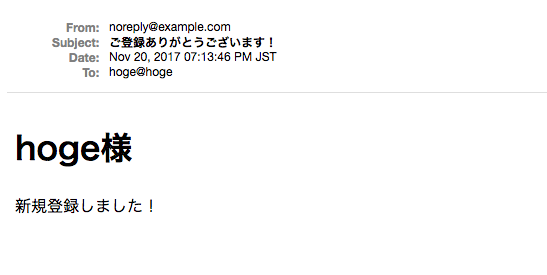 From: noreply@example.com
Subject: ご登録ありがとうございます！
Date: Nov 20, 2017 07:13:46 PM JST
To: hoge@hoge
hoge様
新規登録しました！